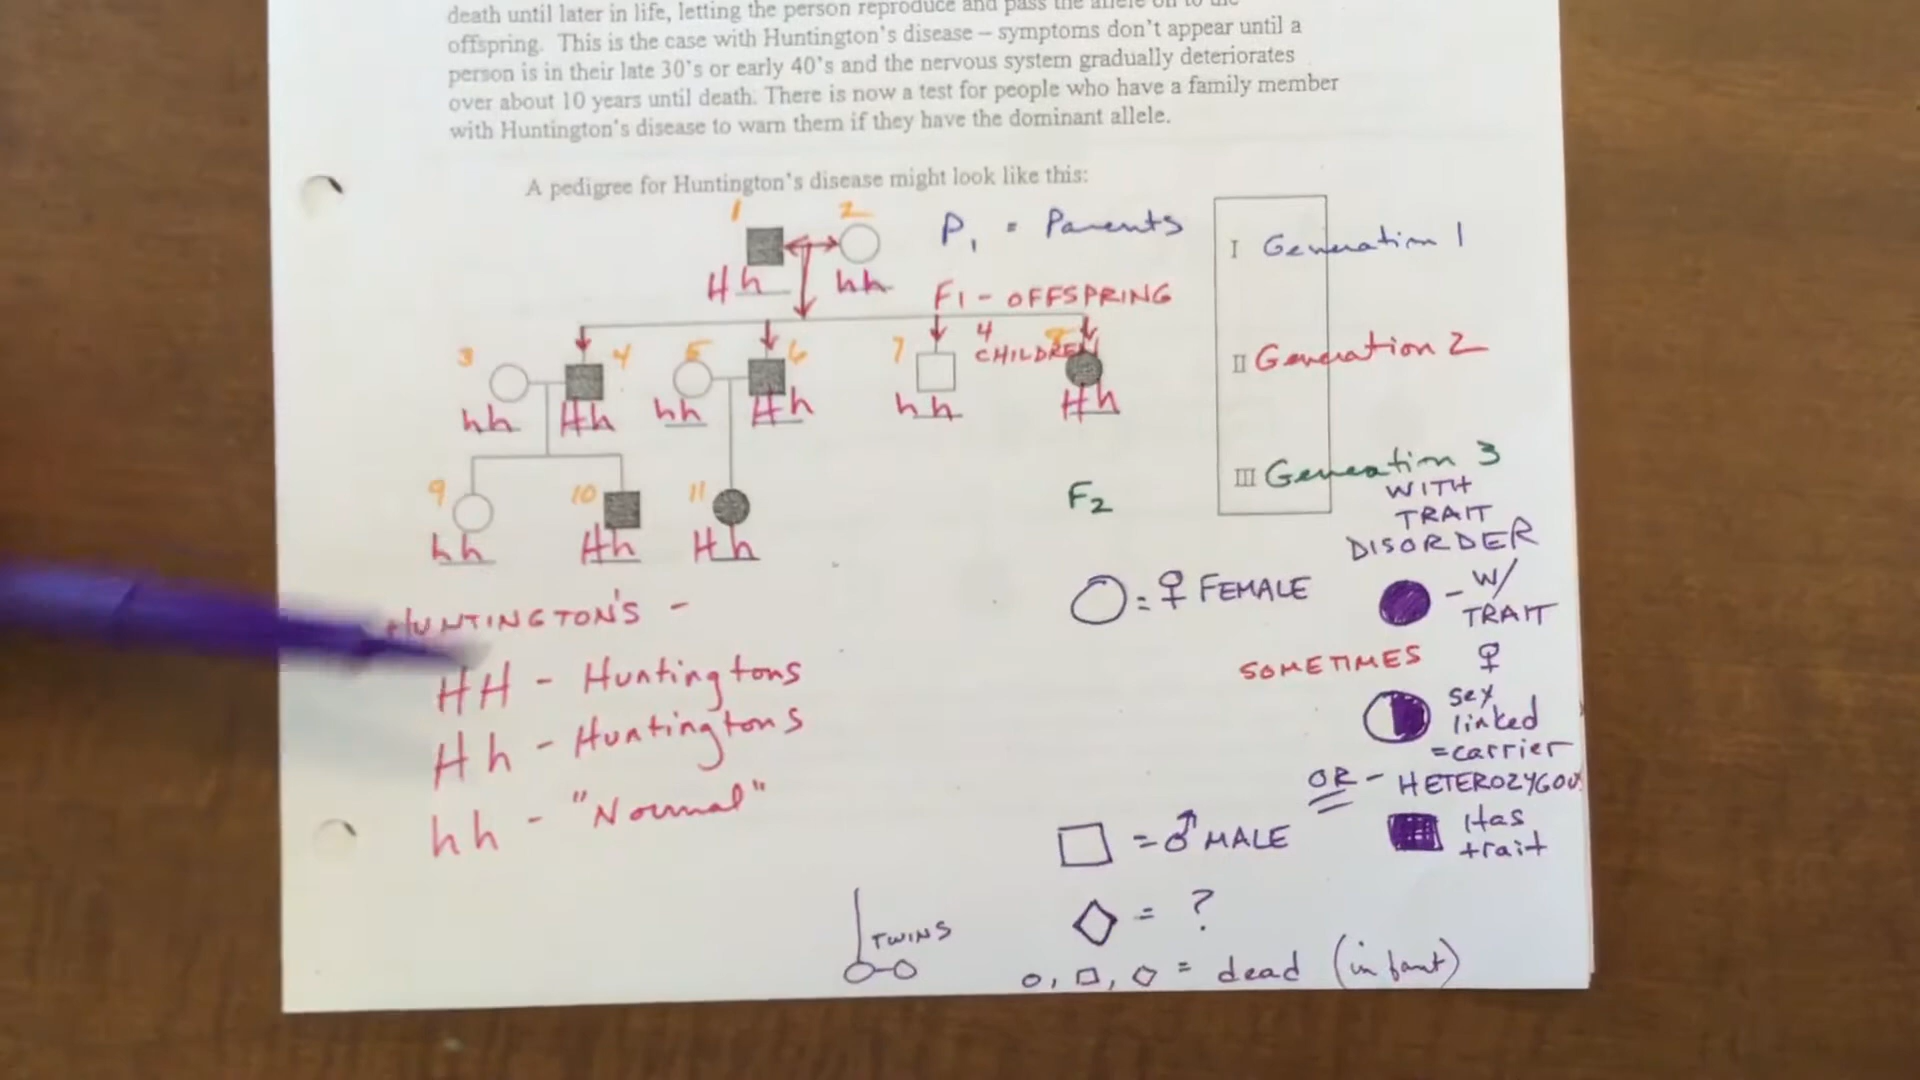 death until later in life, letting the person reproduce and pass the allele on to the
offspring. This is the case with Huntington's disease – symptoms don't appear until a
person is in their late 30's or early 40's and the nervous system gradually deteriorates
over about 10 years until death. There is now a test for people who have a family member
with Huntington's disease to warn them if they have the dominant allele.
A pedigree for Huntington's disease might look like this:
1 2
P1 = Parents
I Generation 1
Hh hh
F1 - OFFSPRING
4 CHILDREN
3 4 5 6 7 8
II Generation 2
hh Hh hh Hh hh Hh
III Generation 3
9 10 11
F2
hh Hh Hh
WITH
TRAIT
DISORDER
= ♀ FEMALE
- W/
TRAIT
HUNTINGTON'S -
HH - Huntingtons
Hh - Huntingtons
hh - "Normal"
SOMETIMES ♀
sex
linked
= carrier
OR - HETEROZYGOUS
= ♂ MALE
Has
trait
= ?
TWINS
= dead (infant)